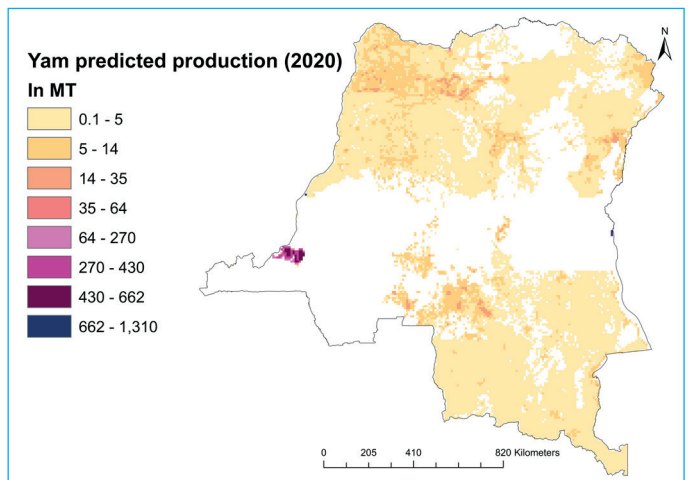 Yam predicted production (2020)
In MT
0.1 - 5
5 - 14
14 - 35
35 - 64
64 - 270
270 - 430
430 - 662
662 - 1,310
N
0 205 410 820 Kilometers